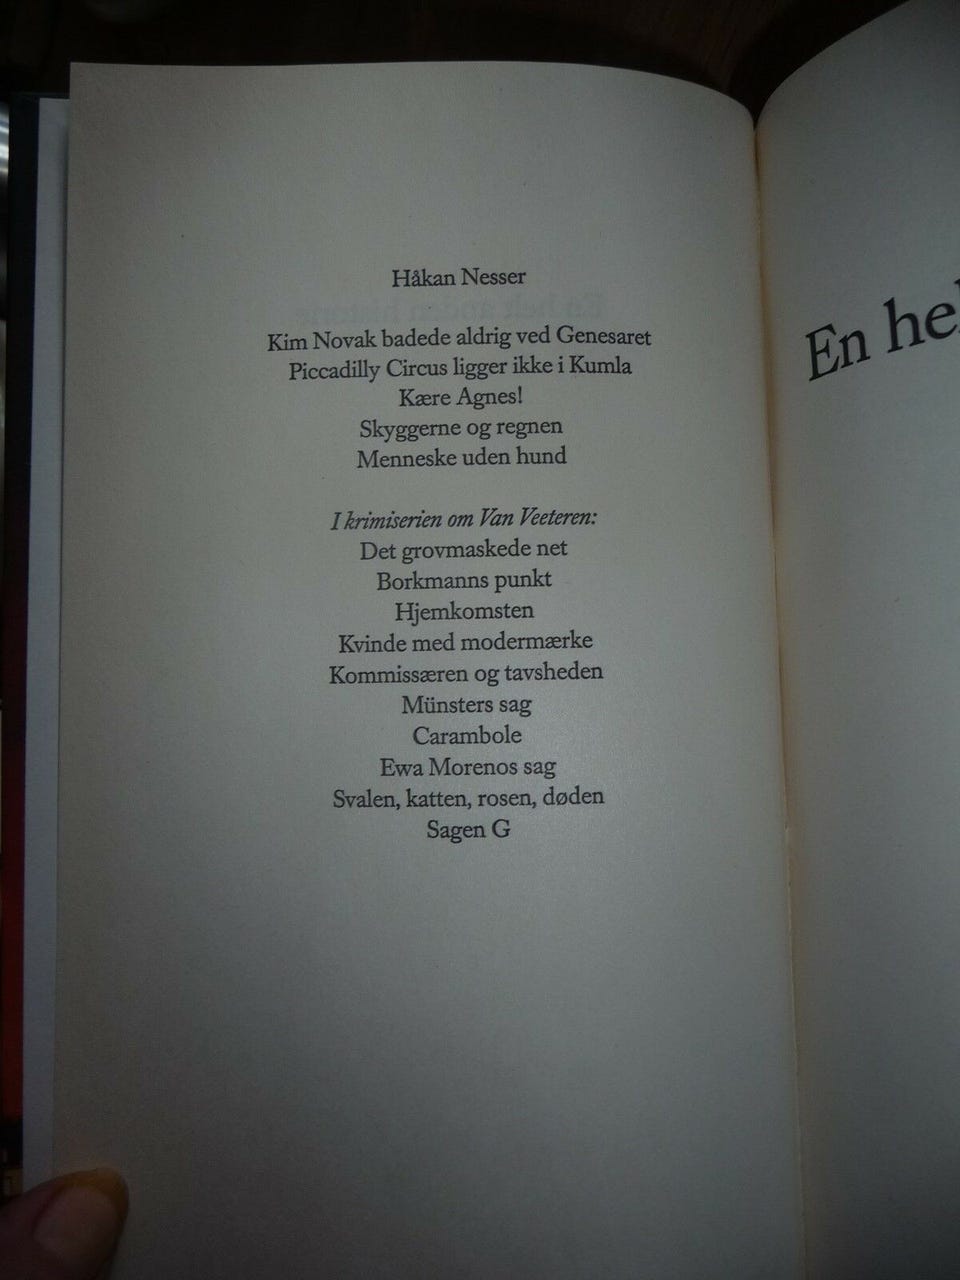 Håkan Nesser
Kim Novak badede aldrig ved Genesaret
Piccadilly Circus ligger ikke i Kumla
Kære Agnes!
Skyggerne og regnen
Menneske uden hund
I krimiserien om Van Veeteren:
Det grovmaskede net
Borkmanns punkt
Hjemkomsten
Kvinde med modermærke
Kommissæren og tavsheden
Münsters sag
Carambole
Ewa Morenos sag
Svalen, katten, rosen, døden
Sagen G
En hel